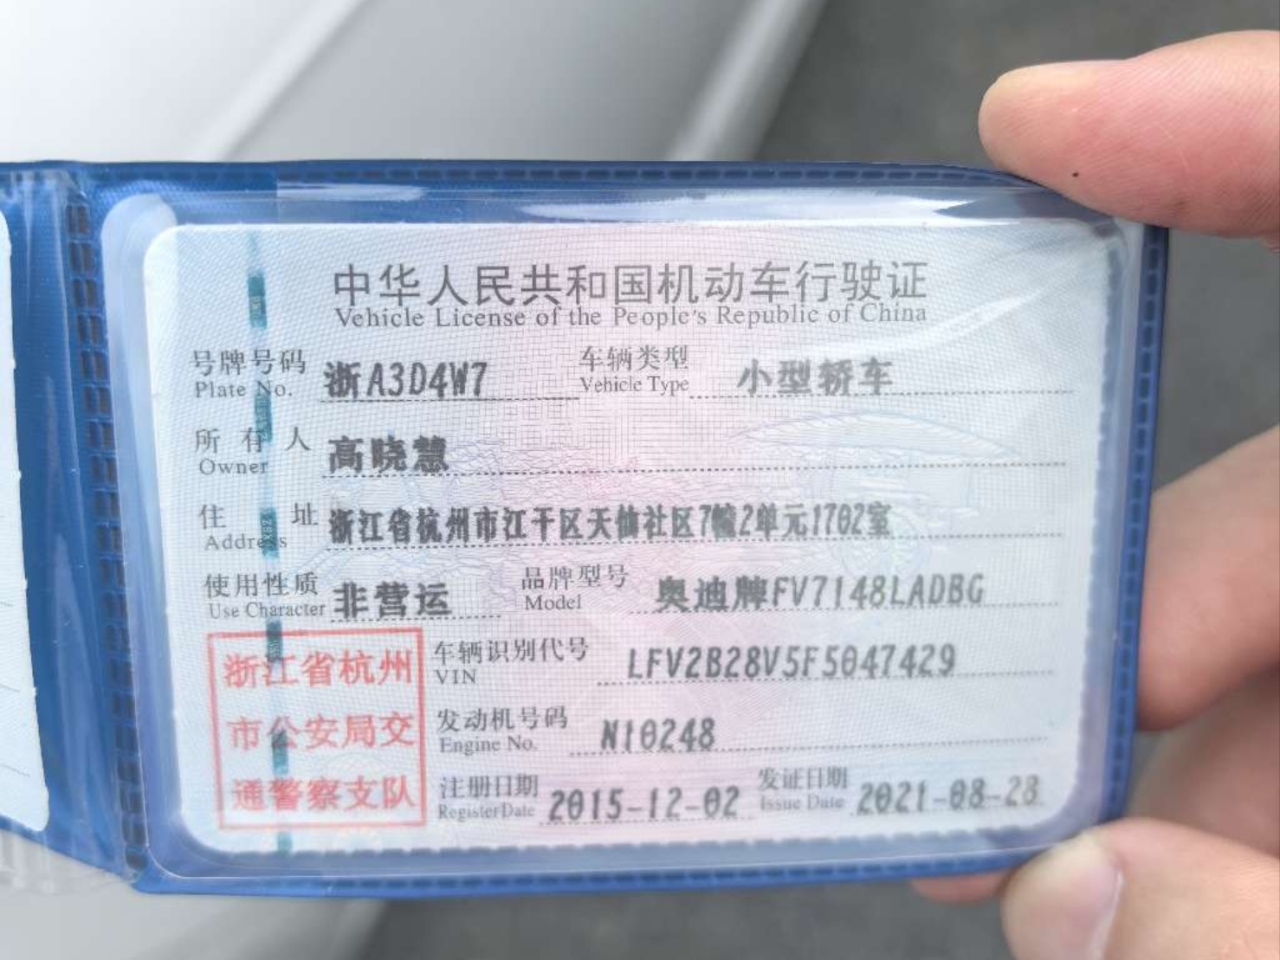 中华人民共和国机动车行驶证
Vehicle License of the People's Republic of China
号牌号码 浙A3D4W7 车辆类型 小型轿车
Plate No. Vehicle Type
所有人 高晓慧
Owner
住址 浙江省杭州市江干区天仙社区7幢2单元1702室
Address
使用性质 非营运 品牌型号 奥迪牌FV7148LADBG
Use Character Model
浙江省杭州
市公安局交
通警察支队
车辆识别代号 LFV2B28V5F5047429
VIN
发动机号码 N10248
Engine No.
注册日期 2015-12-02 发证日期 2021-08-28
Register Date Issue Date